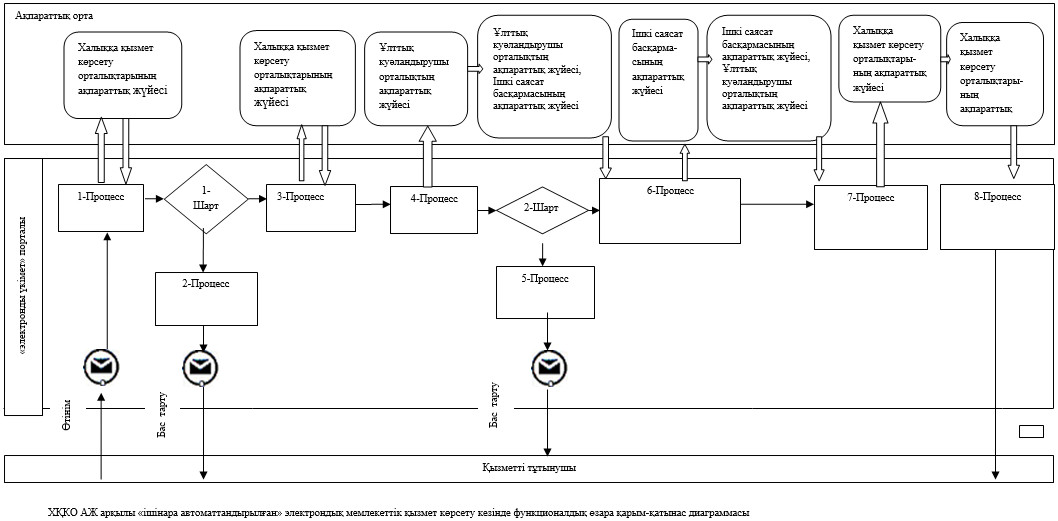 Ақпараттық орта
Халыққа қызмет
көрсету
орталықтарының
ақпараттық жүйесі
Халыққа қызмет
көрсету
орталықтарының
ақпараттық
жүйесі
Ұлттық
куәландырушы
орталықтың
ақпараттық
жүйесі
Ұлттық
куәландырушы
орталықтың
ақпараттық жүйесі,
Ішкі саясат
басқармасының
ақпараттық жүйесі
Ішкі саясат
басқарма-
сының
ақпараттық
жүйесі
Ішкі саясат
басқармасының
ақпараттық жүйесі,
Ұлттық
куәландырушы
орталықтың
ақпараттық жүйесі
Халыққа
қызмет көрсету
орталықтары-
ның ақпараттық
жүйесі
Халыққа
қызмет
көрсету
орталықтары-
ның
ақпараттық
«электронды үкімет» порталы
1-Процесс
1-
Шарт
3-Процесс
4-Процесс
2-Шарт
6-Процесс
7-Процесс
8-Процесс
2-Процесс
5-Процесс
Өтінім
Бас тарту
Бас тарту
Қызметті тұтынушы
ХҚКО АЖ арқылы «ішінара автоматтандырылған» электрондық мемлекеттік қызмет көрсету кезінде функционалдық өзара қарым-қатынас диаграммасы